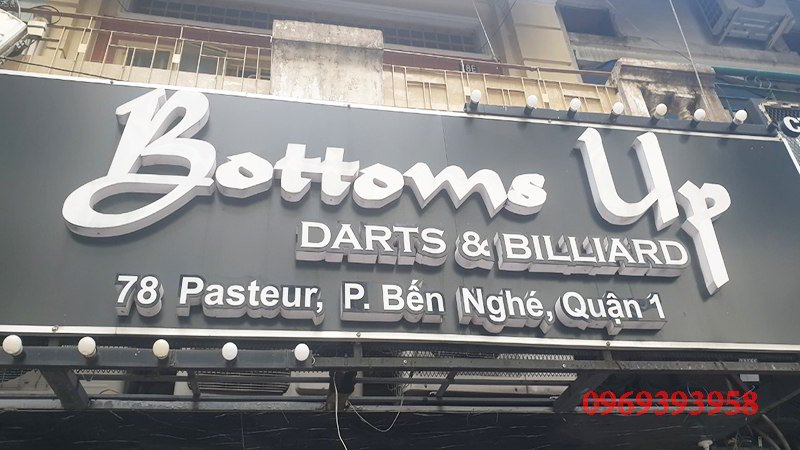 Bottoms Up
DARTS & BILLIARD
78 Pasteur, P. Bến Nghé, Quận 1
0969393958